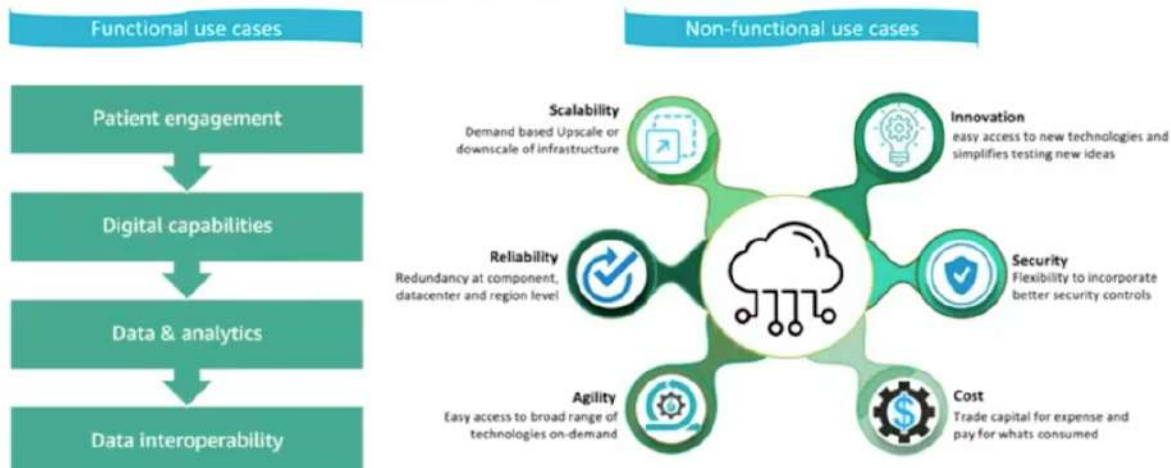 Functional use cases
Patient engagement
Digital capabilities
Data & analytics
Data interoperability
Non-functional use cases
Scalability
Demand based Upscale or
downscale of infrastructure
Innovation
easy access to new technologies and
simplifies testing new ideas
Reliability
Redundancy at component,
datacenter and region level
Security
Flexibility to incorporate
better security controls
Agility
Easy access to broad range of
technologies on-demand
Cost
Trade capital for expense and
pay for whats consumed